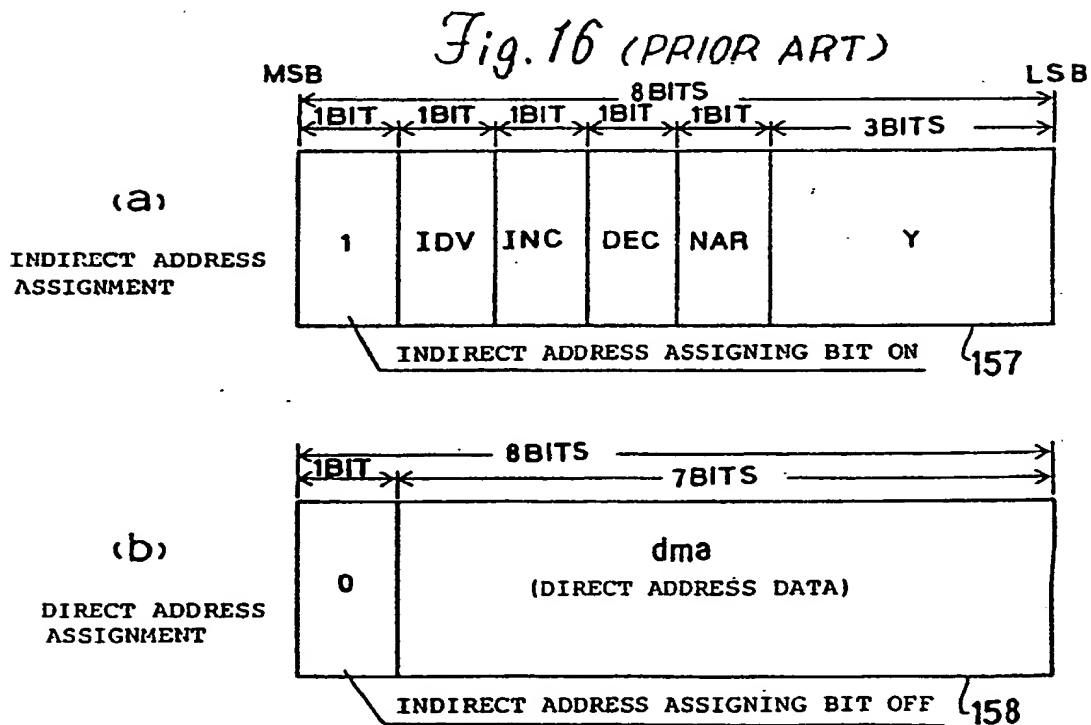 Fig. 16 (PRIOR ART)
MSB
LSB
8BITS
1BIT 1BIT 1BIT 1BIT 1BIT 3BITS
(a)
INDIRECT ADDRESS
ASSIGNMENT
1 IDV INC DEC NAR Y
INDIRECT ADDRESS ASSIGNING BIT ON
157
8BITS
1BIT 7BITS
(b)
DIRECT ADDRESS
ASSIGNMENT
0
dma
(DIRECT ADDRESS DATA)
INDIRECT ADDRESS ASSIGNING BIT OFF
158